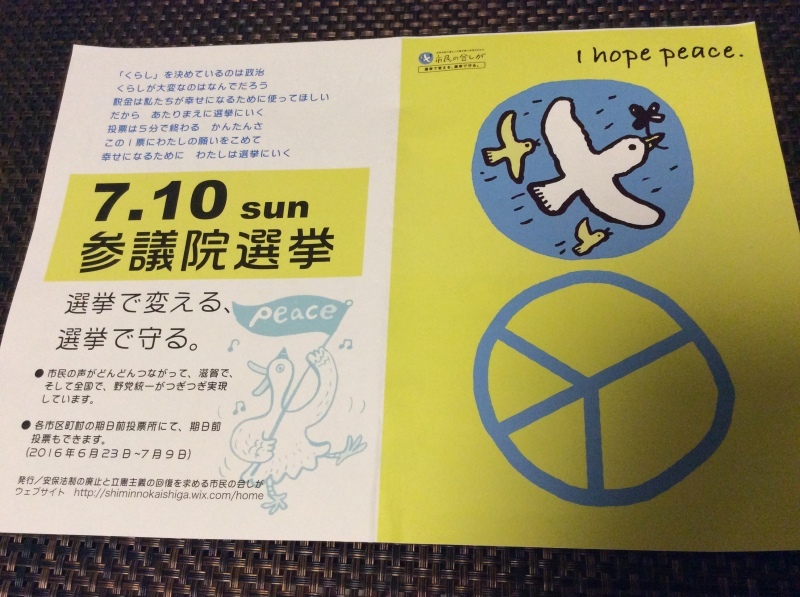 「くらし」を決めているのは政治
くらしが大変なのはなんでだろう
税金は私たちが幸せになるために使ってほしい
だから　あたりまえに選挙にいく
投票は5分で終わる　かんたんさ
この1票にわたしの願いをこめて
幸せになるために　わたしは選挙にいく
7.10 sun
参議院選挙
選挙で変える、
選挙で守る。
peace
● 市民の声がどんどんつながって、滋賀で、
そして全国で、野党統一がつぎつぎ実現
しています。
● 各市区町村の期日前投票所にて、期日前
投票もできます。
(2016年6月23日~7月9日)
発行／安保法制の廃止と立憲主義の回復を求める市民の会しが
ウェブサイト　http://shiminnokaishiga.wix.com/home
市民の会しが
選挙で変える、選挙で守る。
I hope peace.